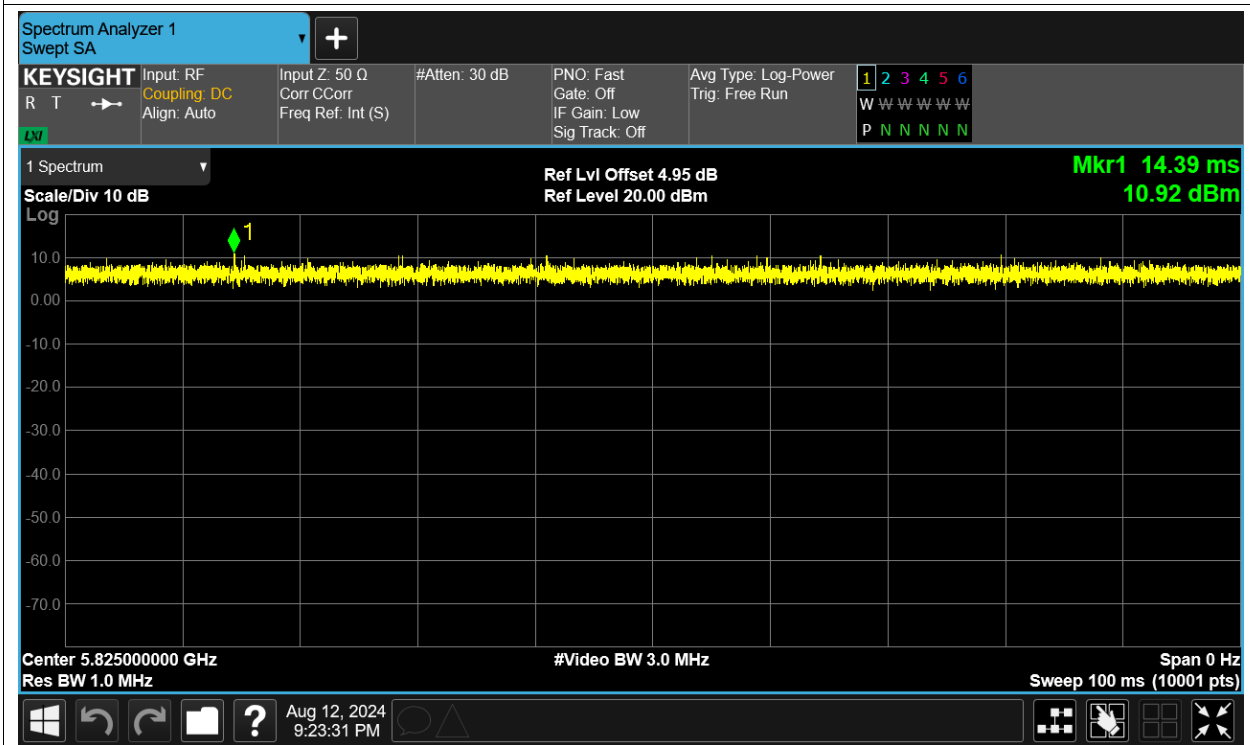 Spectrum Analyzer 1
Swept SA
KEYSIGHT
R T
LXI
Input: RF
Coupling: DC
Align: Auto
Input Z: 50 Ω
Corr CCorr
Freq Ref: Int (S)
#Atten: 30 dB
PNO: Fast
Gate: Off
IF Gain: Low
Sig Track: Off
Avg Type: Log-Power
Trig: Free Run
1 2 3 4 5 6
W W W W W W
P N N N N N
1 Spectrum
Scale/Div 10 dB
Ref Lvl Offset 4.95 dB
Ref Level 20.00 dBm
Mkr1 14.39 ms
10.92 dBm
Log
1
10.0
0.00
-10.0
-20.0
-30.0
-40.0
-50.0
-60.0
-70.0
Center 5.825000000 GHz
Res BW 1.0 MHz
#Video BW 3.0 MHz
Span 0 Hz
Sweep 100 ms (10001 pts)
?
Aug 12, 2024
9:23:31 PM